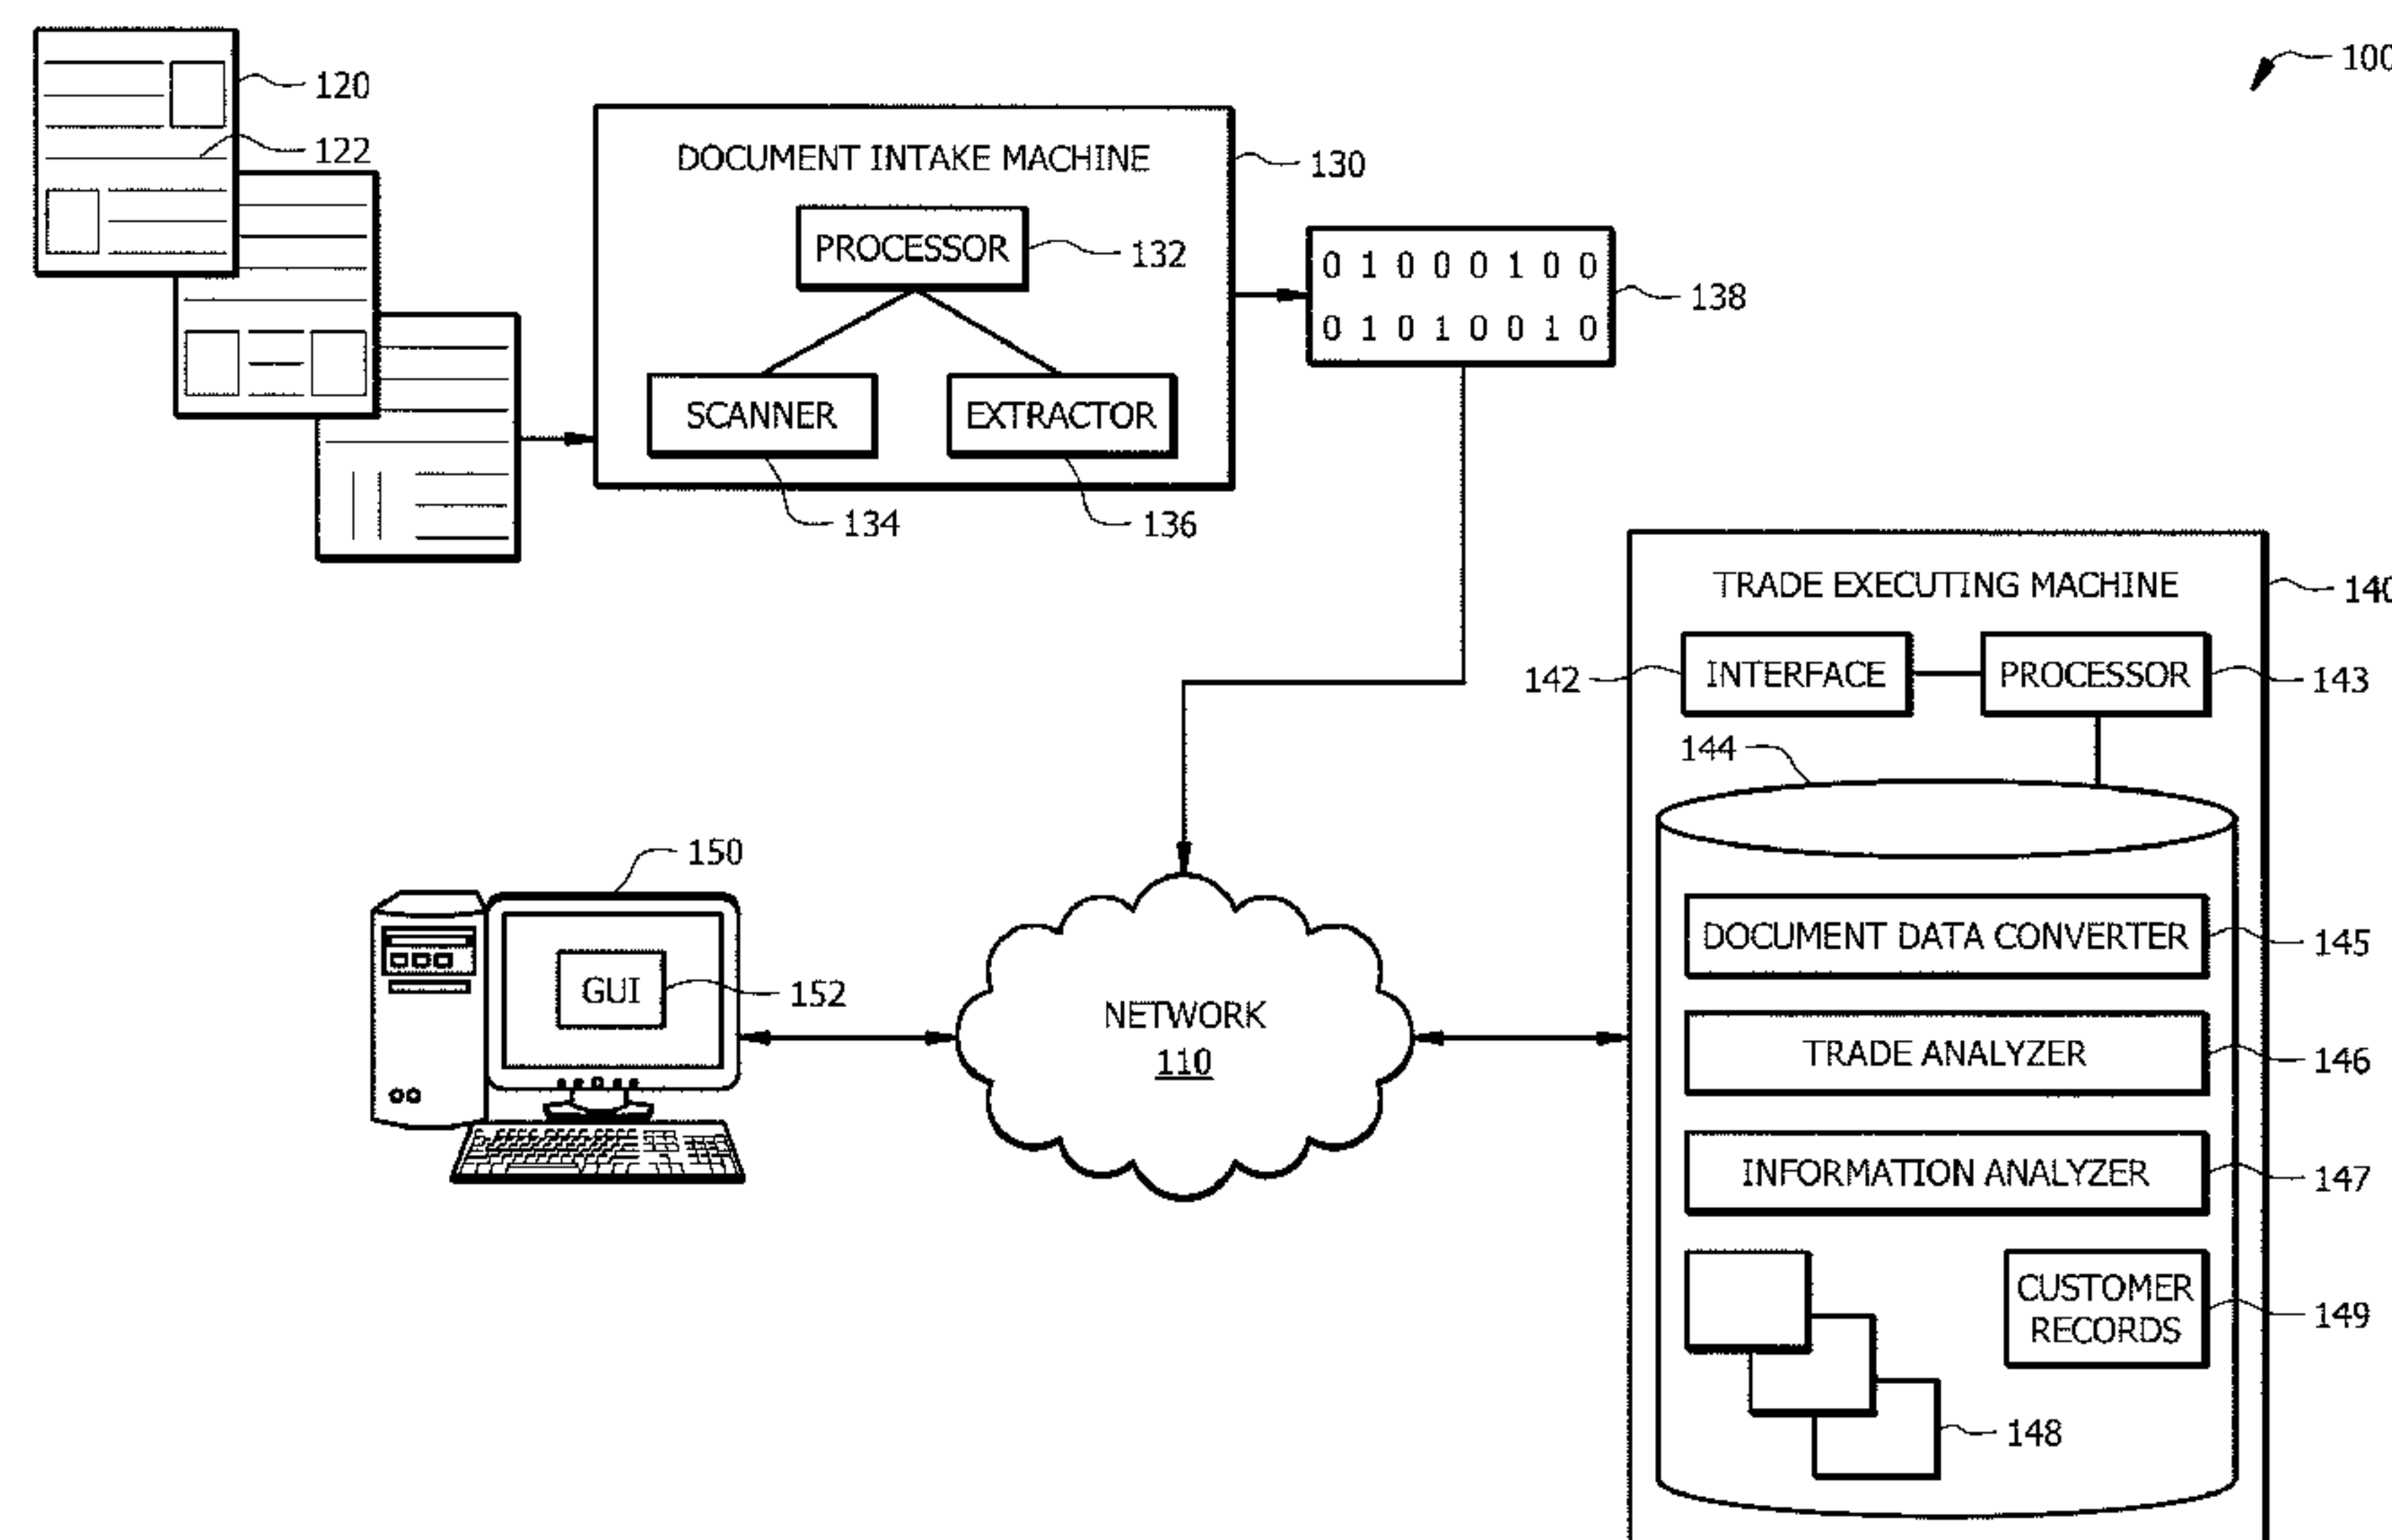 100
120
122
DOCUMENT INTAKE MACHINE
130
PROCESSOR
132
0 1 0 0 0 1 0 0
0 1 0 1 0 0 1 0
138
SCANNER
EXTRACTOR
134
136
TRADE EXECUTING MACHINE
140
142
INTERFACE
PROCESSOR
143
144
150
GUI
152
NETWORK
110
DOCUMENT DATA CONVERTER
145
TRADE ANALYZER
146
INFORMATION ANALYZER
147
CUSTOMER
RECORDS
149
148